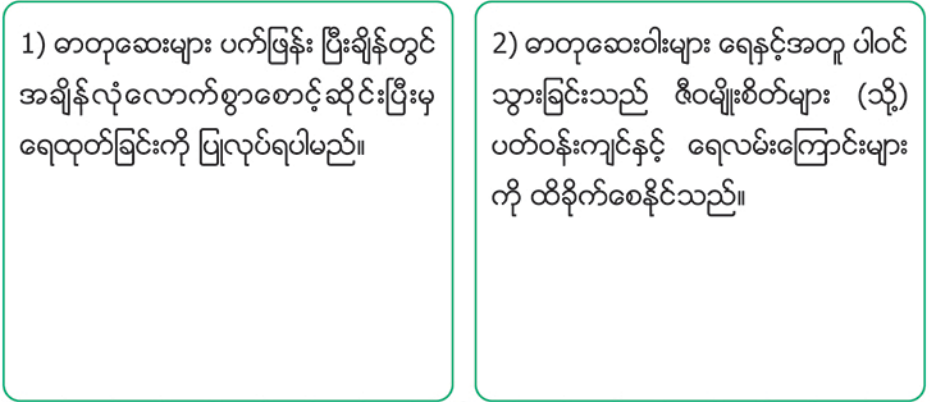 1) ဓာတုဆေးများ ပက်ဖြန်း ပြီးချိန်တွင်
အချိန်လုံလောက်စွာစောင့်ဆိုင်းပြီးမှ
ရေထုတ်ခြင်းကို ပြုလုပ်ရပါမည်။
2) ဓာတုဆေးဝါးများ ရေနှင့်အတူ ပါဝင်
သွားခြင်းသည် ဇီဝမျိုးစိတ်များ (သို့)
ပတ်ဝန်းကျင်နှင့် ရေလမ်းကြောင်းများ
ကို ထိခိုက်စေနိုင်သည်။